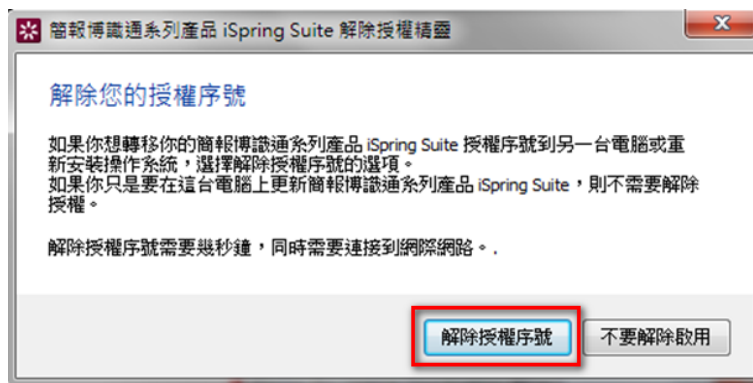 簡報博識通系列產品 iSpring Suite 解除授權精靈
解除您的授權序號
如果你想轉移你的簡報博識通系列產品 iSpring Suite 授權序號到另一台電腦或重
新安裝操作系統，選擇解除授權序號的選項。
如果你只是要在這台電腦上更新簡報博識通系列產品 iSpring Suite，則不需要解除
授權。
解除授權序號需要幾秒鐘，同時需要連接到網際網路。.
解除授權序號 不要解除啟用